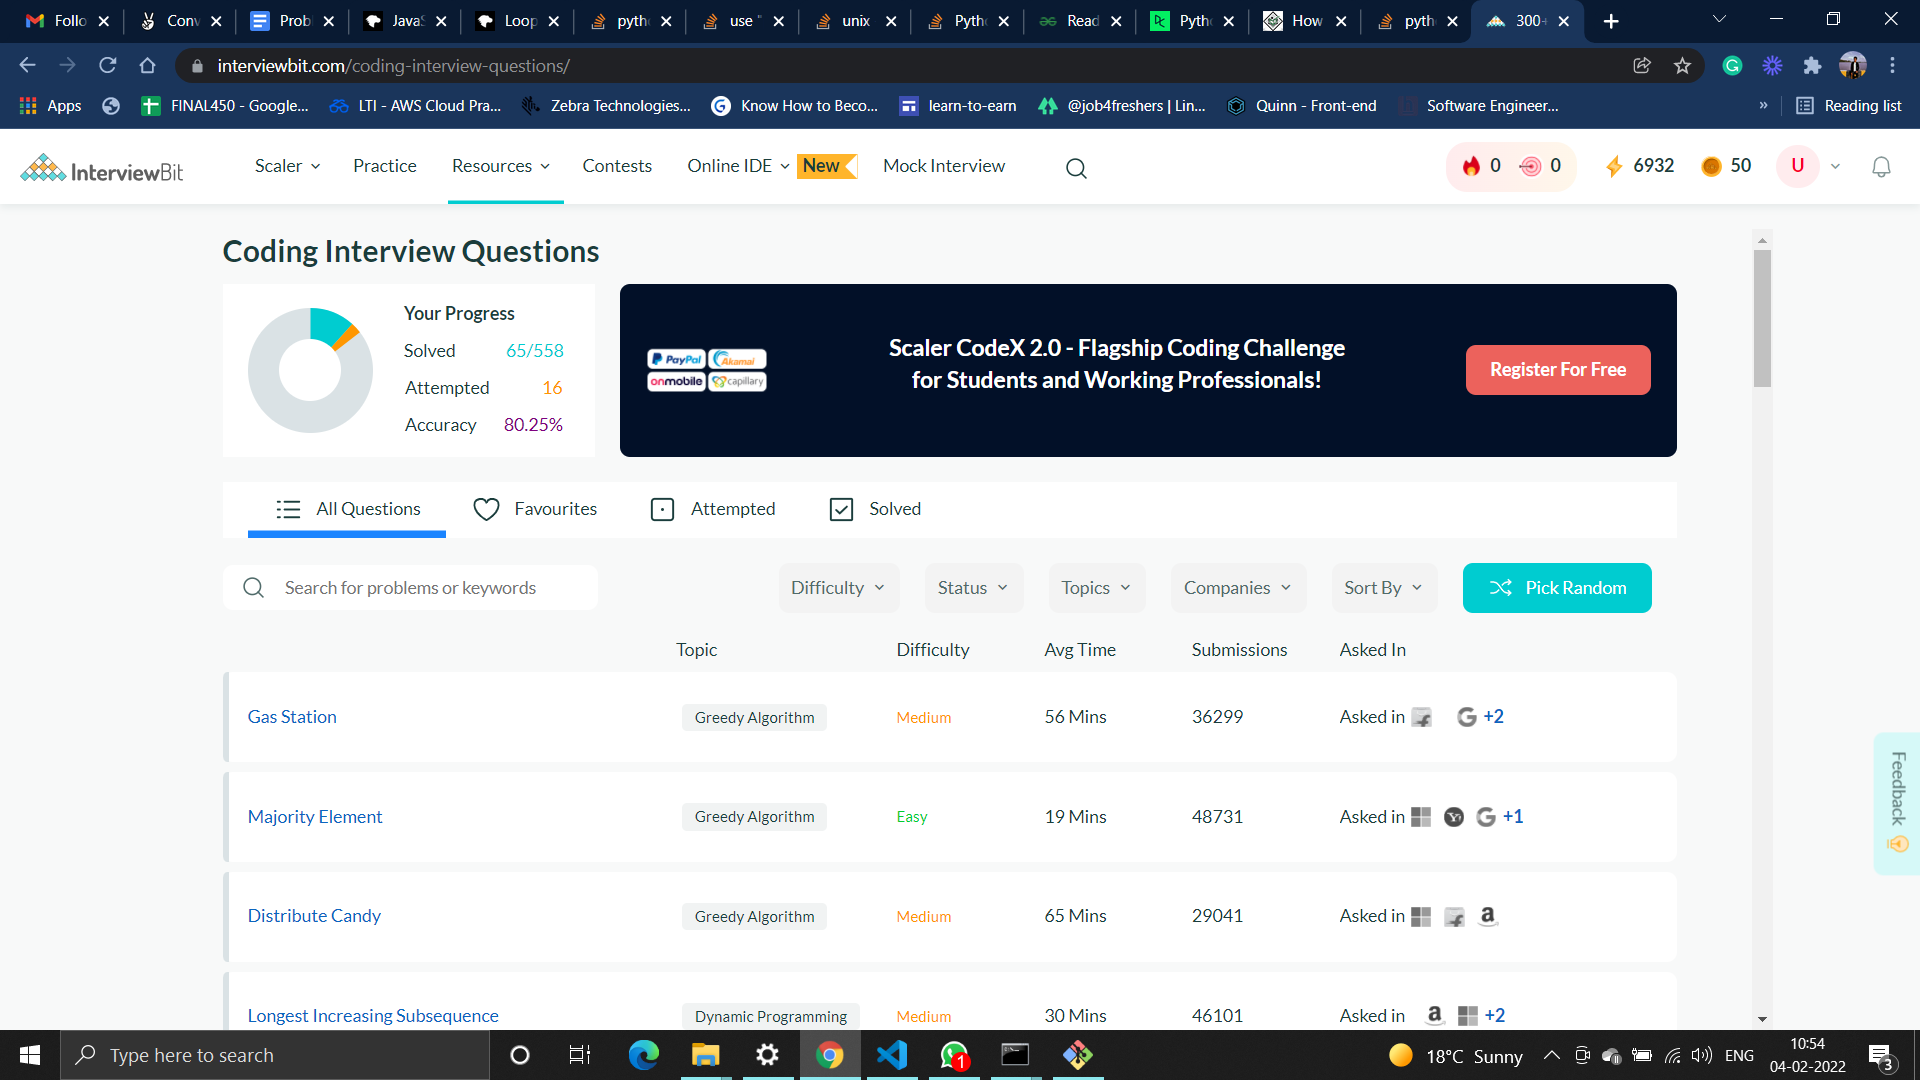 Follo Conv Probl JavaS Loop pytho use " unix Pytho Read Pytho How pytho 300+
interviewbit.com/coding-interview-questions/
Apps FINAL450 - Google... LTI - AWS Cloud Pra... Zebra Technologies... Know How to Beco... learn-to-earn @job4freshers | Lin... Quinn - Front-end Software Engineer... » Reading list
InterviewBit Scaler Practice Resources Contests Online IDE New Mock Interview 0 0 6932 50 U
Coding Interview Questions
Your Progress
Solved 65/558
Attempted 16
Accuracy 80.25%
PayPal Akamai
onmobile capillary
Scaler CodeX 2.0 - Flagship Coding Challenge
for Students and Working Professionals!
Register For Free
All Questions Favourites Attempted Solved
Search for problems or keywords Difficulty Status Topics Companies Sort By Pick Random
Topic Difficulty Avg Time Submissions Asked In
Gas Station Greedy Algorithm Medium 56 Mins 36299 Asked in G +2
Majority Element Greedy Algorithm Easy 19 Mins 48731 Asked in Y! G +1
Distribute Candy Greedy Algorithm Medium 65 Mins 29041 Asked in a
Longest Increasing Subsequence Dynamic Programming Medium 30 Mins 46101 Asked in a +2
Feedback
Type here to search 1 18°C Sunny ENG 10:54
04-02-2022 3